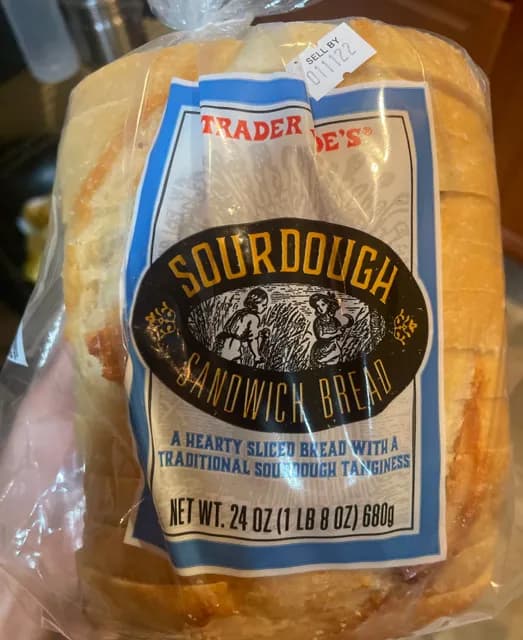 SELL BY
011122
TRADER OE'S®
SOURDOUGH
SANDWICH BREAD
A HEARTY SLICED BREAD WITH A
TRADITIONAL SOURDOUGH TANGINESS
NET WT. 24 OZ (1 LB 8 OZ) 680g